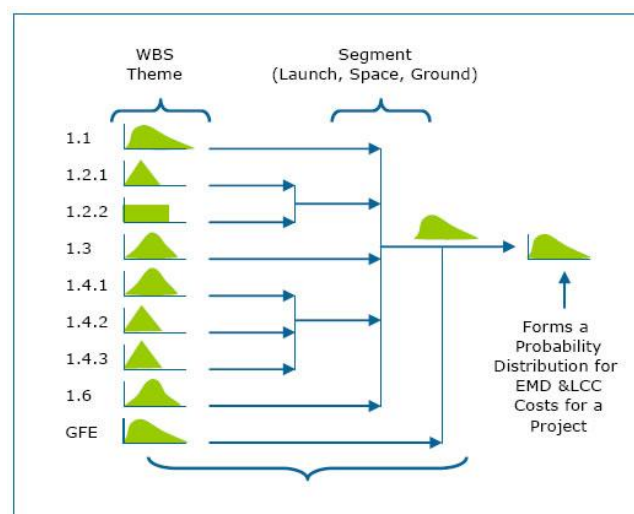 WBS
Theme
Segment
(Launch, Space, Ground)
1.1
1.2.1
1.2.2
1.3
1.4.1
1.4.2
1.4.3
1.6
GFE
Forms a
Probability
Distribution for
EMD &LCC
Costs for a
Project